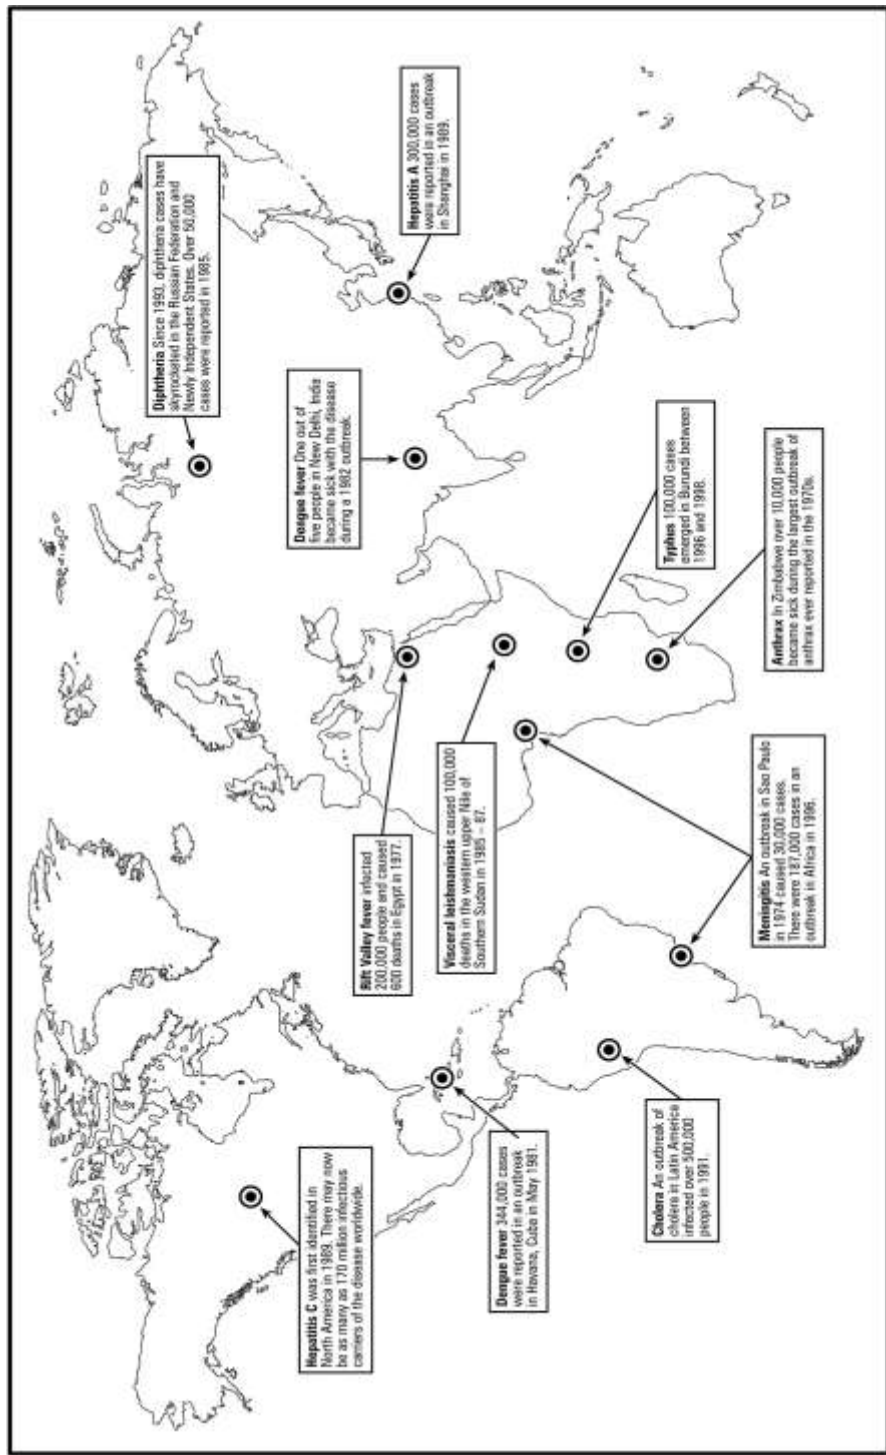 Hepatitis C was first identified in
North America in 1989. There may now
be as many as 170 million infectious
carriers of the disease worldwide.
Dengue fever 344,000 cases
were reported in an outbreak
in Havana, Cuba in May 1981.
Cholera An outbreak of
cholera in Latin America
infected over 500,000
people in 1991.
Rift Valley fever infected
200,000 people and caused
600 deaths in Egypt in 1977.
Visceral leishmaniasis caused 100,000
deaths in the western upper Nile of
Southern Sudan in 1985 – 87.
Meningitis An outbreak in Sao Paulo
in 1974 caused 30,000 cases.
There were 187,000 cases in an
outbreak in Africa in 1996.
Diphtheria Since 1993, diphtheria cases have
skyrocketed in the Russian Federation and
Newly Independent States. Over 50,000
cases were reported in 1985.
Dengue fever One out of
five people in New Delhi, India
became sick with the disease
during a 1982 outbreak.
Typhus 100,000 cases
emerged in Burundi between
1996 and 1998.
Anthrax In Zimbabwe over 10,000 people
became sick during the largest outbreak of
anthrax ever reported in the 1970s.
Hepatitis A 300,000 cases
were reported in an outbreak
in Shanghai in 1989.